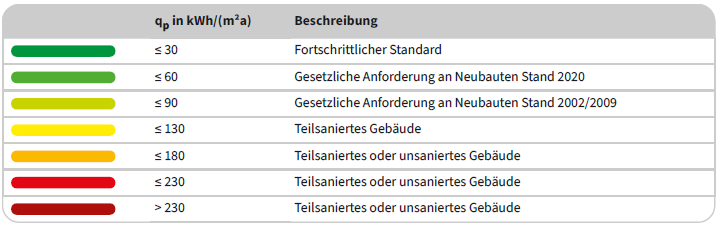 qp in kWh/(m²a) Beschreibung
≤ 30 Fortschrittlicher Standard
≤ 60 Gesetzliche Anforderung an Neubauten Stand 2020
≤ 90 Gesetzliche Anforderung an Neubauten Stand 2002/2009
≤ 130 Teilsaniertes Gebäude
≤ 180 Teilsaniertes oder unsaniertes Gebäude
≤ 230 Teilsaniertes oder unsaniertes Gebäude
> 230 Teilsaniertes oder unsaniertes Gebäude